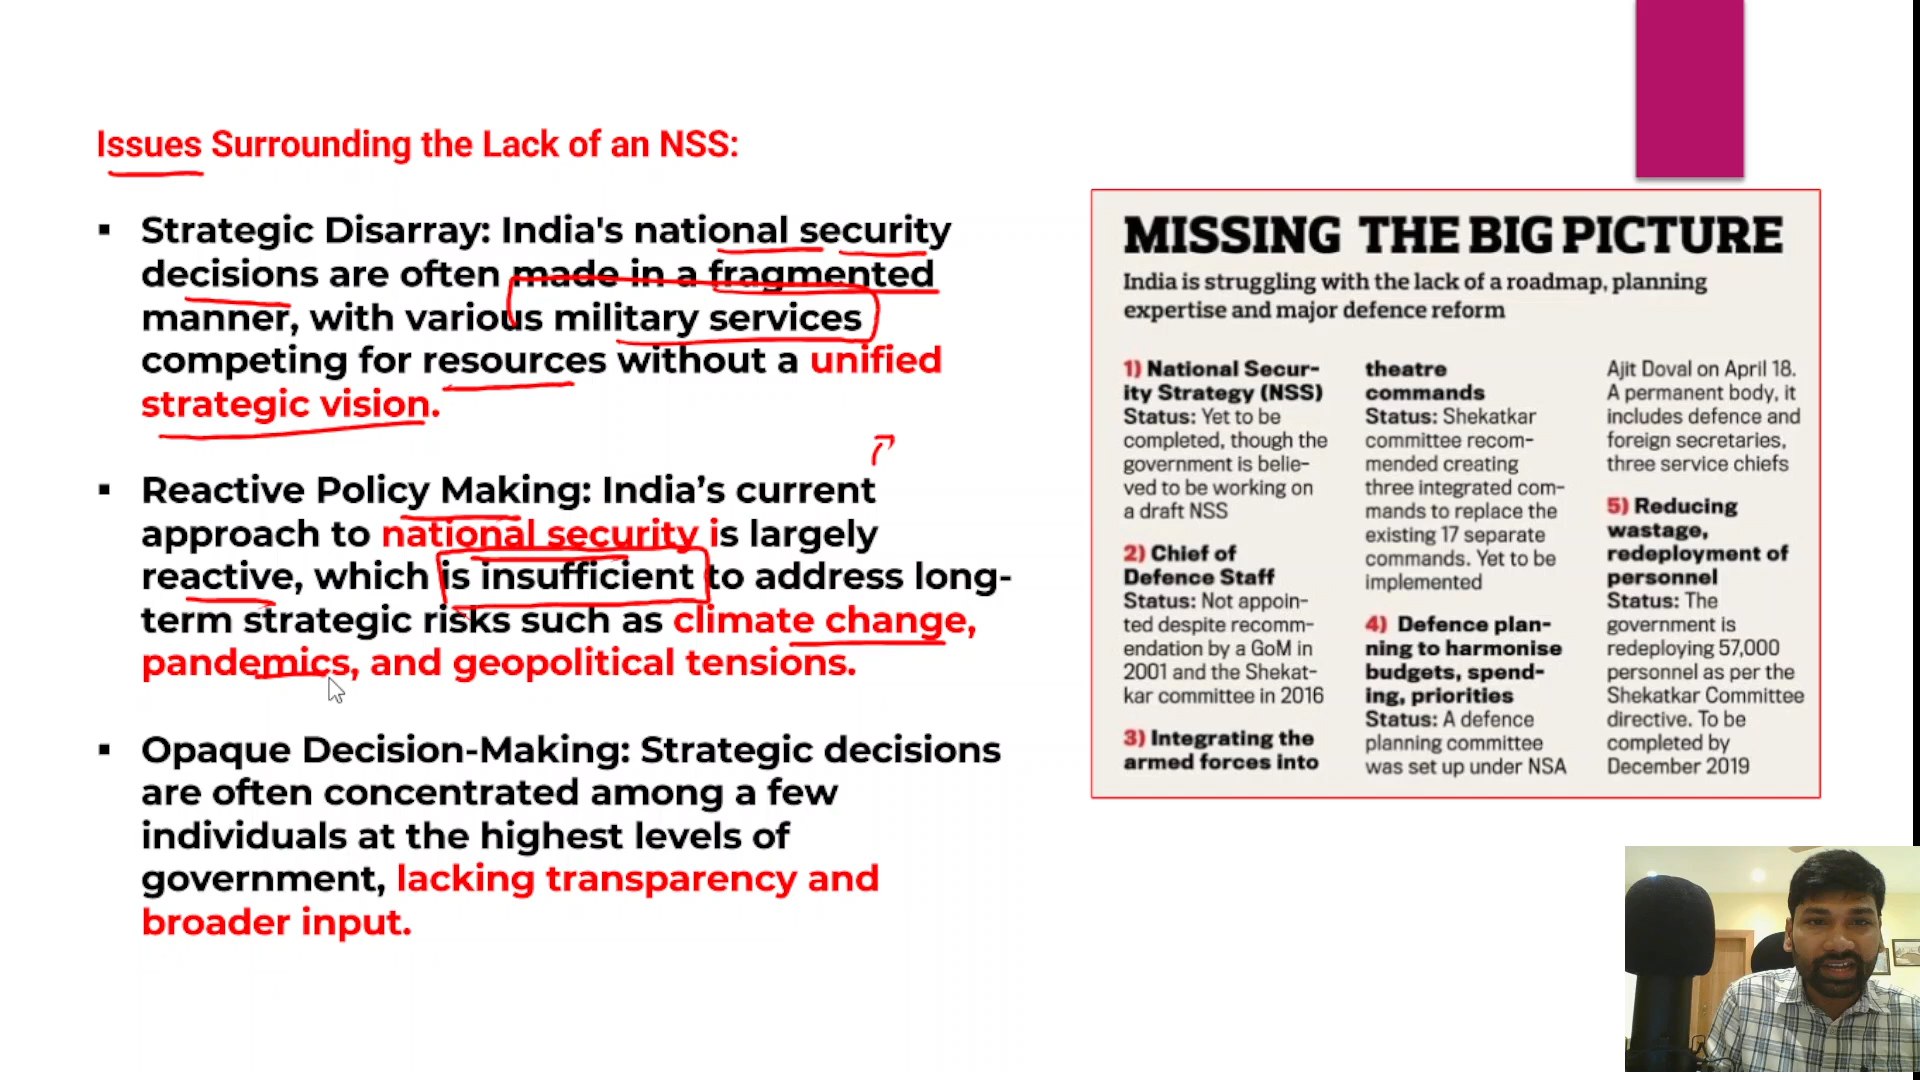 Issues Surrounding the Lack of an NSS:
▪ Strategic Disarray: India's national security
decisions are often made in a fragmented
manner, with various military services
competing for resources without a unified
strategic vision.
▪ Reactive Policy Making: India’s current
approach to national security is largely
reactive, which is insufficient to address long-
term strategic risks such as climate change,
pandemics, and geopolitical tensions.
▪ Opaque Decision-Making: Strategic decisions
are often concentrated among a few
individuals at the highest levels of
government, lacking transparency and
broader input.
MISSING THE BIG PICTURE
India is struggling with the lack of a roadmap, planning
expertise and major defence reform
1) National Secur-
ity Strategy (NSS)
Status: Yet to be
completed, though the
government is belie-
ved to be working on
a draft NSS
2) Chief of
Defence Staff
Status: Not appoin-
ted despite recomm-
endation by a GoM in
2001 and the Shekat-
kar committee in 2016
3) Integrating the
armed forces into
theatre
commands
Status: Shekatkar
committee recom-
mended creating
three integrated com-
mands to replace the
existing 17 separate
commands. Yet to be
implemented
4) Defence plan-
ning to harmonise
budgets, spend-
ing, priorities
Status: A defence
planning committee
was set up under NSA
Ajit Doval on April 18.
A permanent body, it
includes defence and
foreign secretaries,
three service chiefs
5) Reducing
wastage,
redeployment of
personnel
Status: The
government is
redeploying 57,000
personnel as per the
Shekatkar Committee
directive. To be
completed by
December 2019